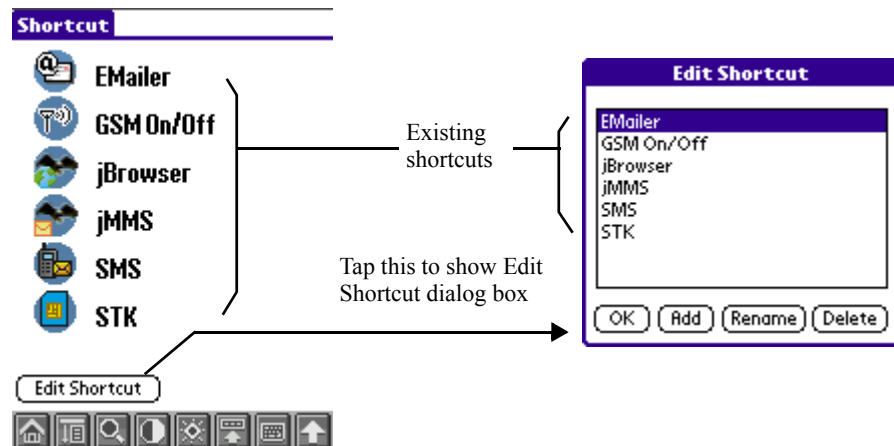 Shortcut
EMailer
GSM On/Off
jBrowser
jMMS
SMS
STK
Edit Shortcut
Existing
shortcuts
Tap this to show Edit
Shortcut dialog box
Edit Shortcut
EMailer
GSM On/Off
jBrowser
jMMS
SMS
STK
OK Add Rename Delete